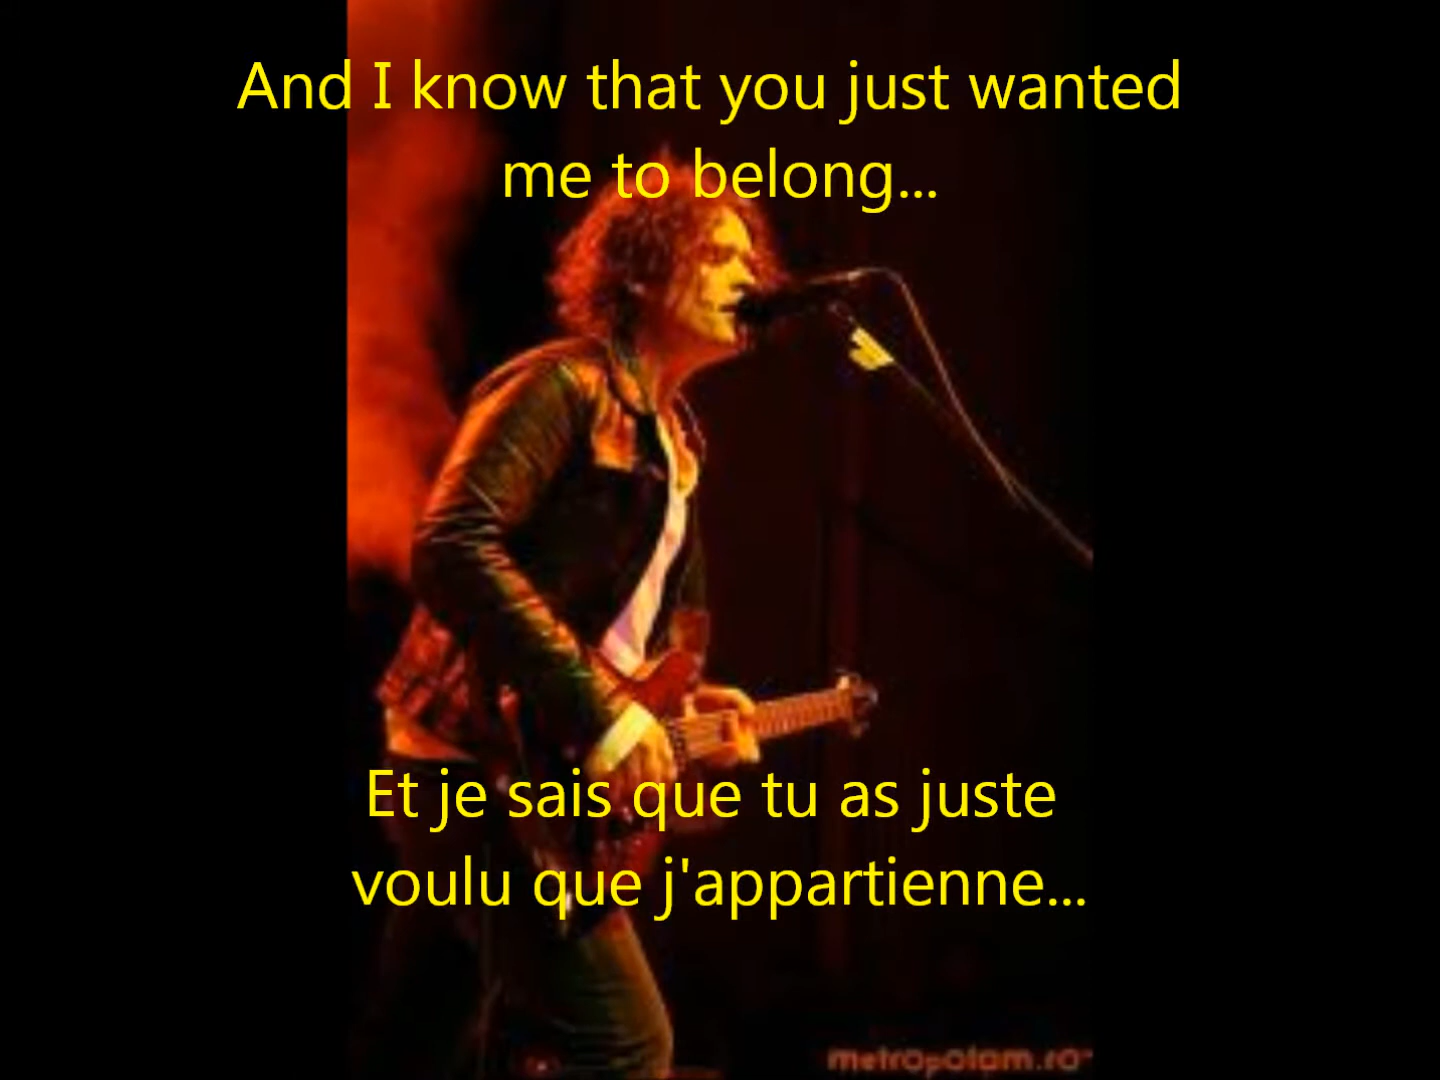 And I know that you just wanted
me to belong...
Et je sais que tu as juste
voulu que j'appartienne...
metropotam.ro